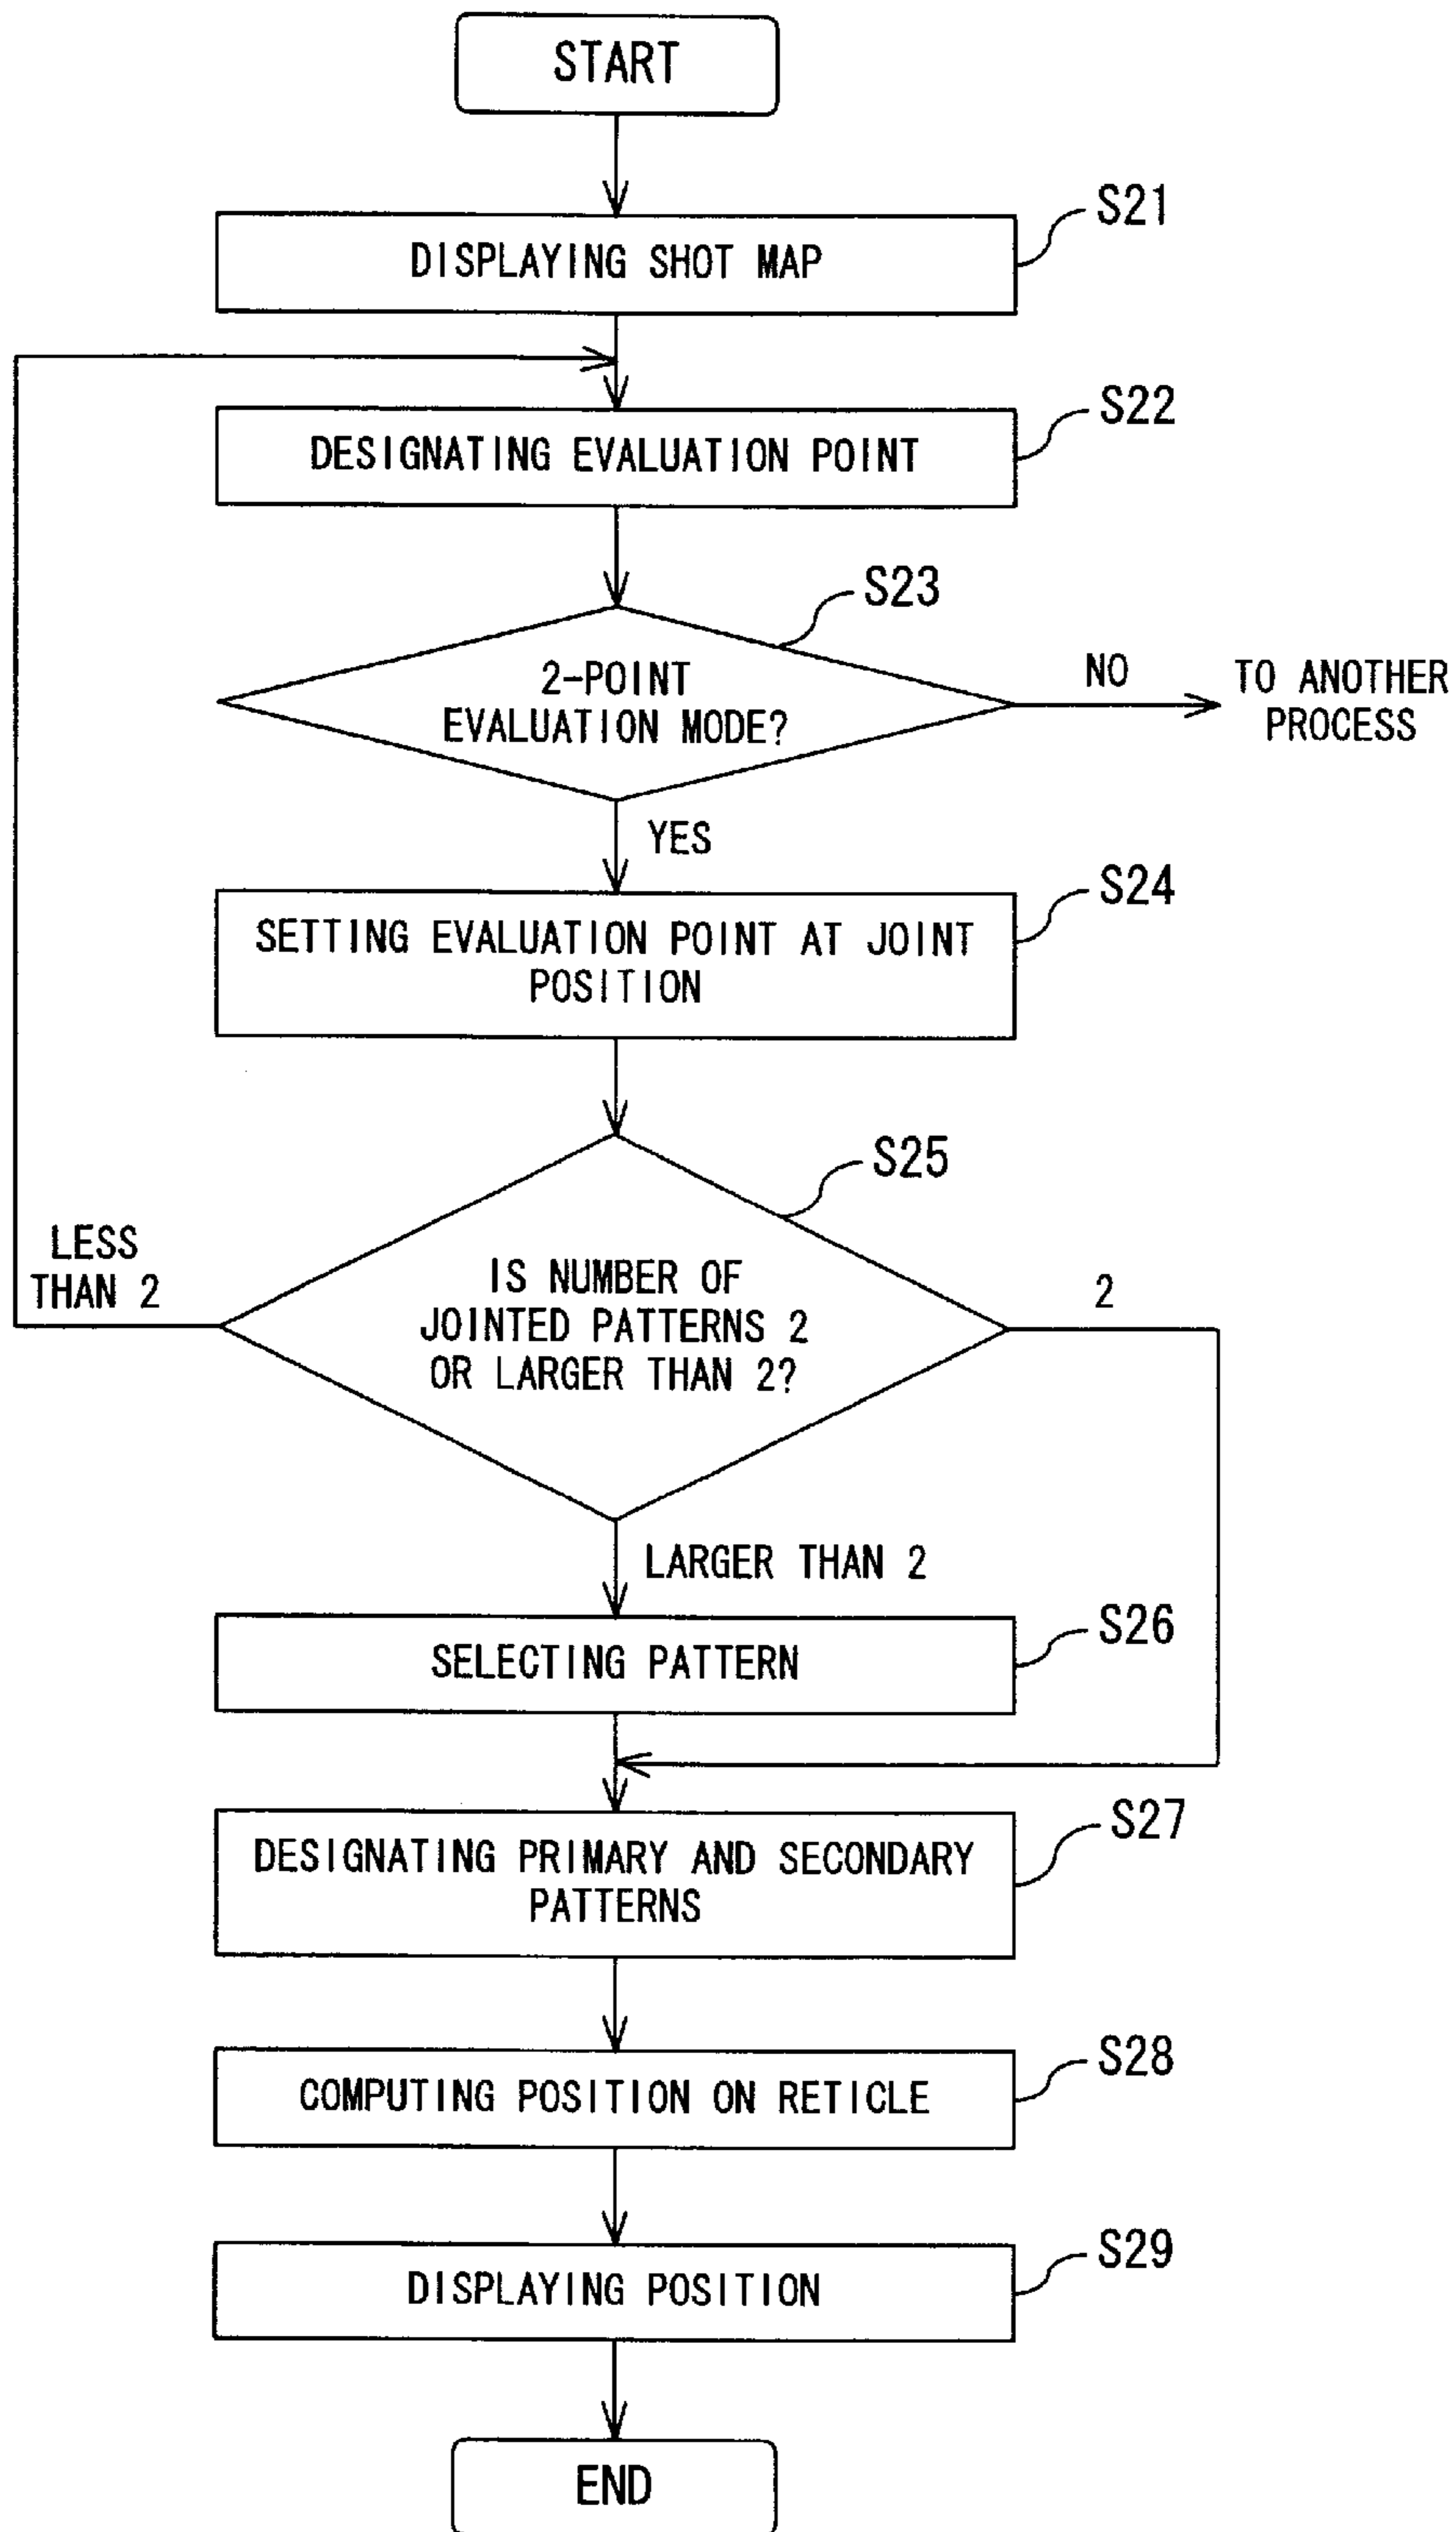 START
S21
DISPLAYING SHOT MAP
S22
DESIGNATING EVALUATION POINT
S23
2-POINT
EVALUATION MODE?
NO
TO ANOTHER
PROCESS
YES
S24
SETTING EVALUATION POINT AT JOINT
POSITION
S25
LESS
THAN 2
IS NUMBER OF
JOINTED PATTERNS 2
OR LARGER THAN 2?
2
LARGER THAN 2
S26
SELECTING PATTERN
S27
DESIGNATING PRIMARY AND SECONDARY
PATTERNS
S28
COMPUTING POSITION ON RETICLE
S29
DISPLAYING POSITION
END